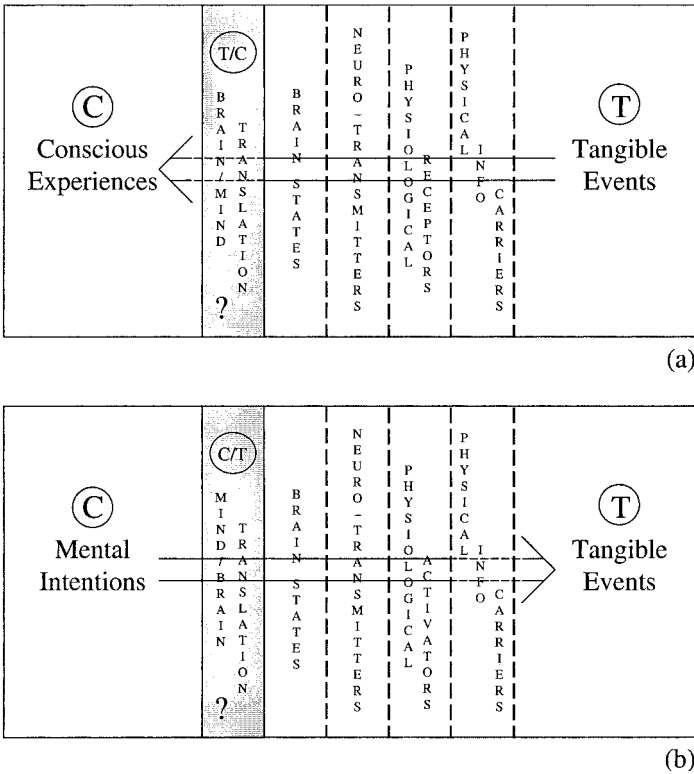 T/C
C
Conscious
Experiences
BRAIN/MIND
TRANSLATION
?
BRAIN STATES
NEURO-TRANSMITTERS
PHYSIOLOGICAL
RECEPTORS
PHYSICAL
INFO
CARRIERS
T
Tangible
Events
(a)
C/T
C
Mental
Intentions
MIND/BRAIN
TRANSLATION
?
BRAIN STATES
NEURO-TRANSMITTERS
PHYSIOLOGICAL
ACTIVATORS
PHYSICAL
INFO
CARRIERS
T
Tangible
Events
(b)